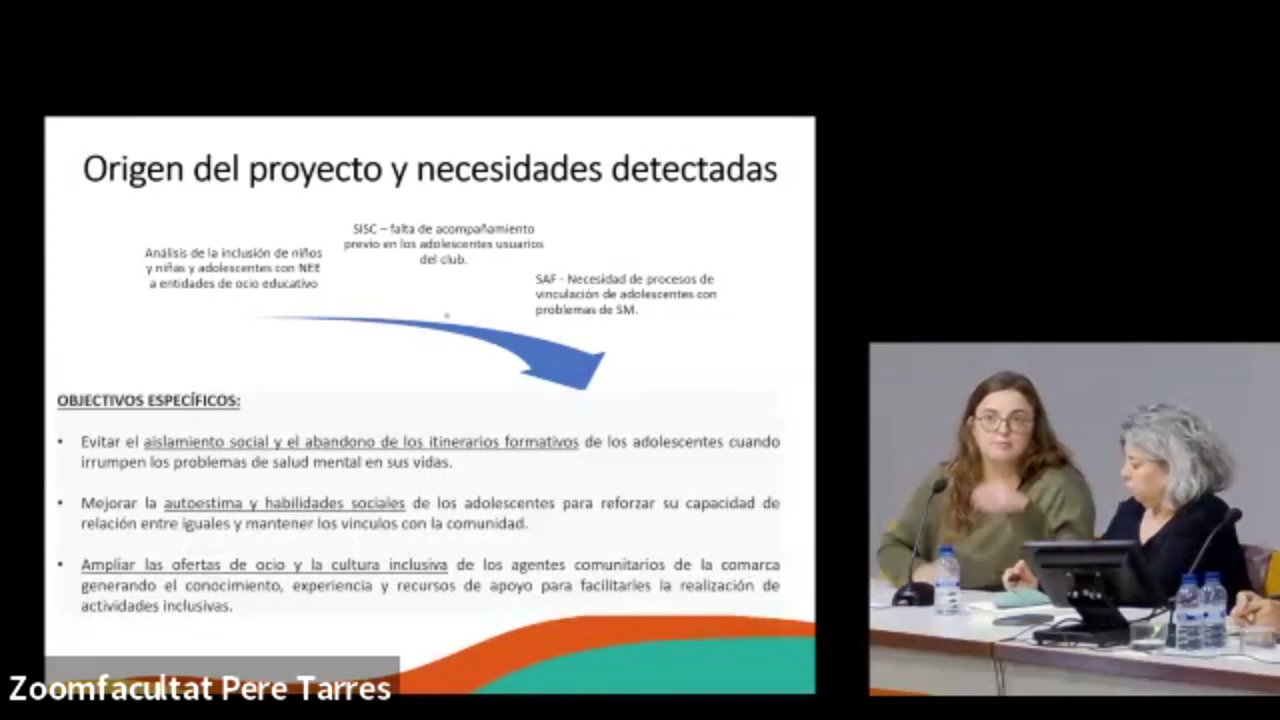 Origen del proyecto y necesidades detectadas
SISC – falta de acompañamiento
previo en los adolescentes usuarios
del club.
Análisis de la inclusión de niños
y niñas y adolescentes con NEE
a entidades de ocio educativo
SAF - Necesidad de procesos de
vinculación de adolescentes con
problemas de SM.
OBJECTIVOS ESPECÍFICOS:
• Evitar el aislamiento social y el abandono de los itinerarios formativos de los adolescentes cuando
irrumpen los problemas de salud mental en sus vidas.
• Mejorar la autoestima y habilidades sociales de los adolescentes para reforzar su capacidad de
relación entre iguales y mantener los vínculos con la comunidad.
• Ampliar las ofertas de ocio y la cultura inclusiva de los agentes comunitarios de la comarca
generando el conocimiento, experiencia y recursos de apoyo para facilitarles la realización de
actividades inclusivas.
Zoomfacultat Pere Tarres